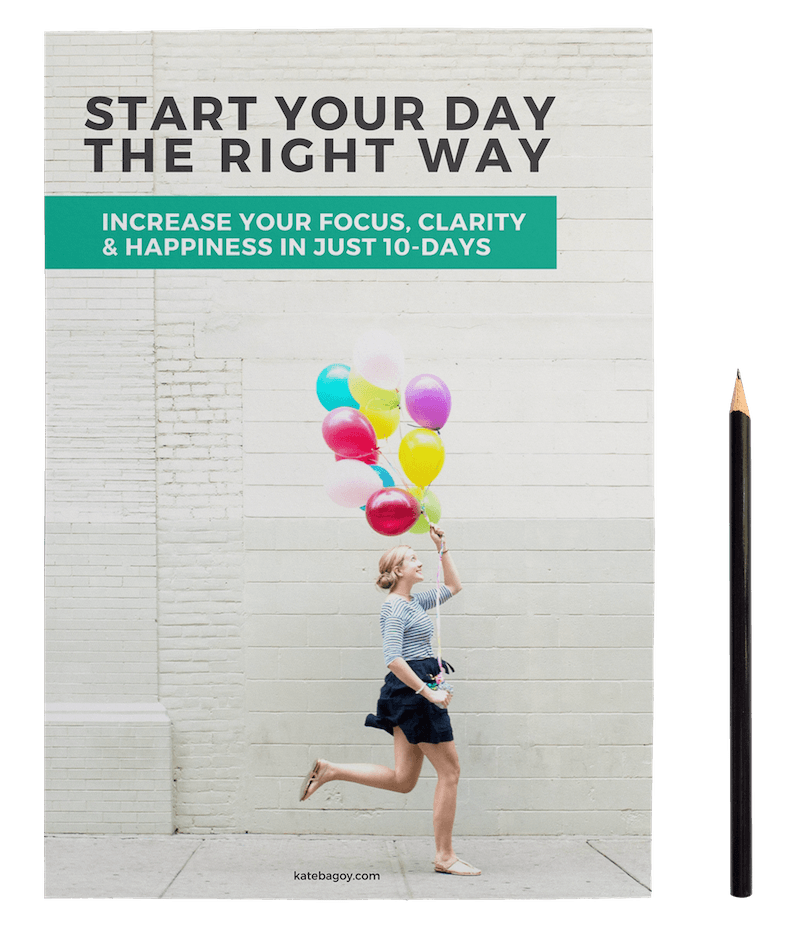 START YOUR DAY
THE RIGHT WAY
INCREASE YOUR FOCUS, CLARITY
& HAPPINESS IN JUST 10-DAYS
katebagoy.com